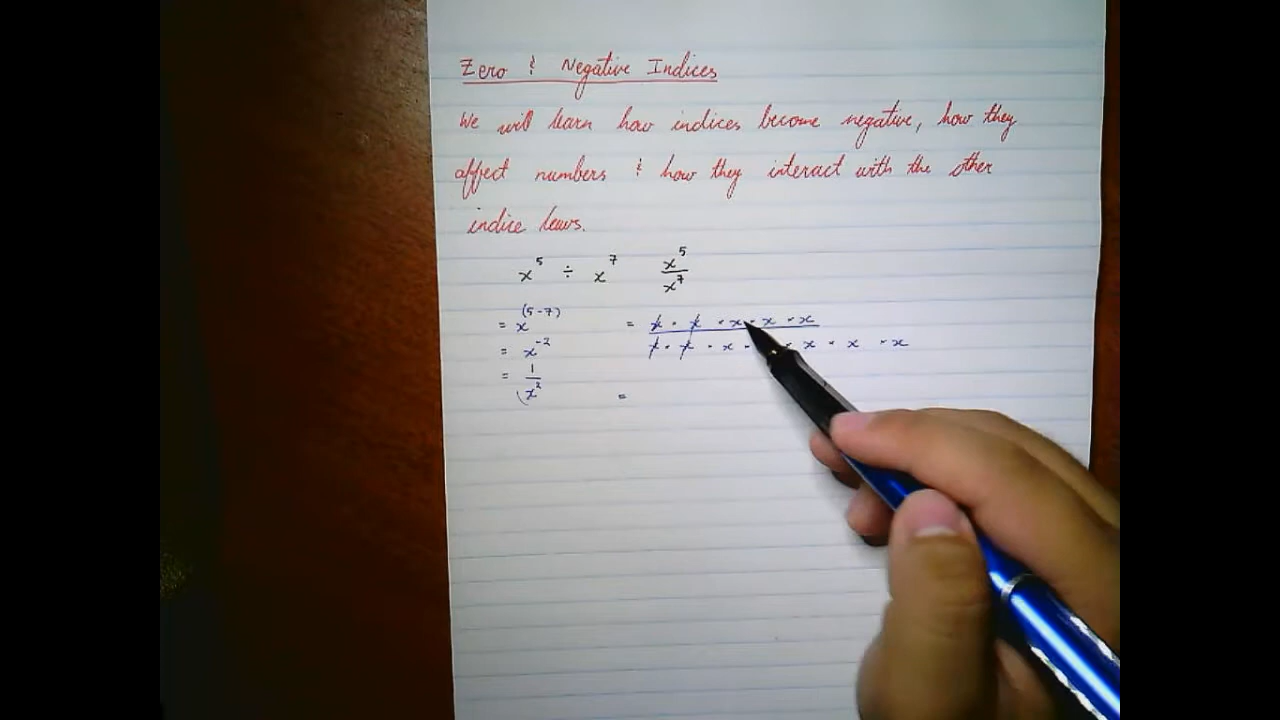 Zero & Negative Indices
We will learn how indices become negative, how they
affect numbers & how they interact with the other
indice laws.
x⁵ ÷ x⁷   x⁵/x⁷
= x⁽⁵⁻⁷⁾   = x · x · x · x · x
= x⁻²   x · x · x · · x · x · x
= 1/x²   =